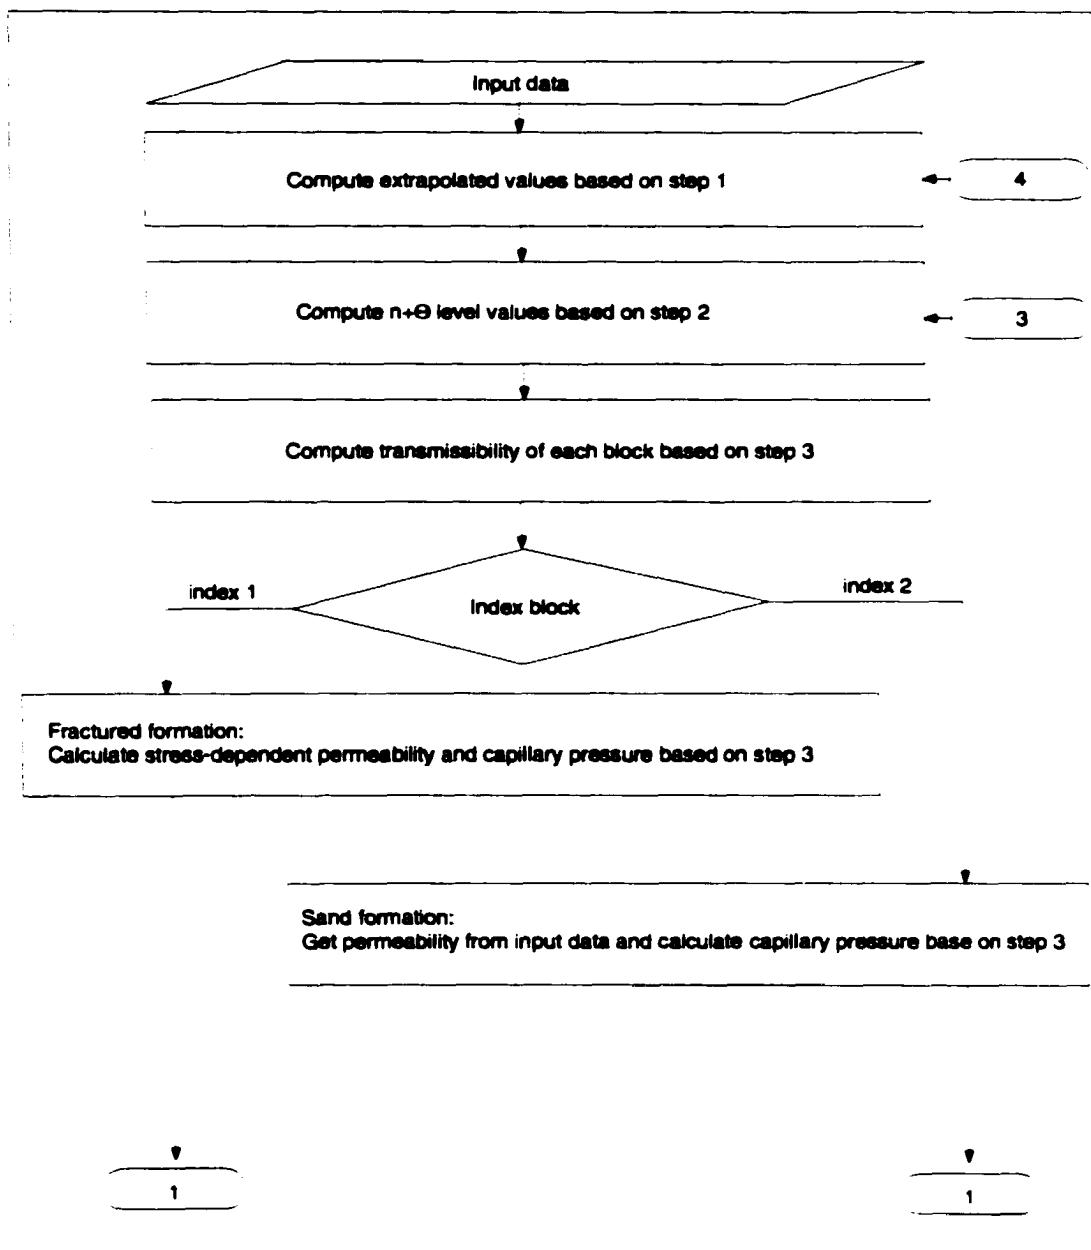 Input data
Compute extrapolated values based on step 1
4
Compute n+Θ level values based on step 2
3
Compute transmissibility of each block based on step 3
index 1
index 2
Index block
Fractured formation:
Calculate stress-dependent permeability and capillary pressure based on step 3
Sand formation:
Get permeability from input data and calculate capillary pressure base on step 3
1
1